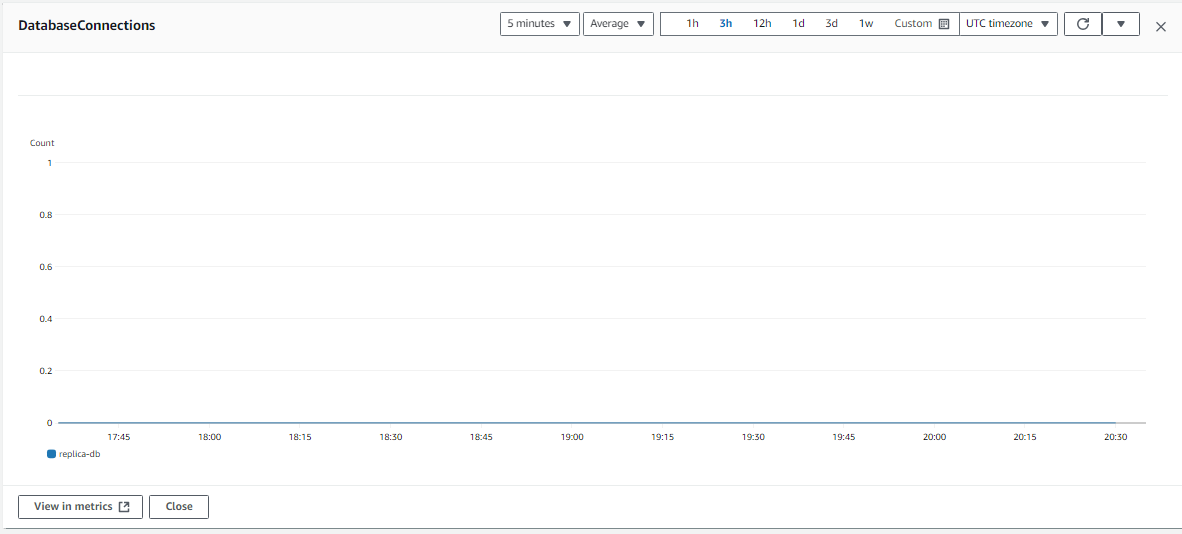 DatabaseConnections 5 minutes Average 1h 3h 12h 1d 3d 1w Custom UTC timezone
Count
1
0.8
0.6
0.4
0.2
0
17:45 18:00 18:15 18:30 18:45 19:00 19:15 19:30 19:45 20:00 20:15 20:30
replica-db
View in metrics Close